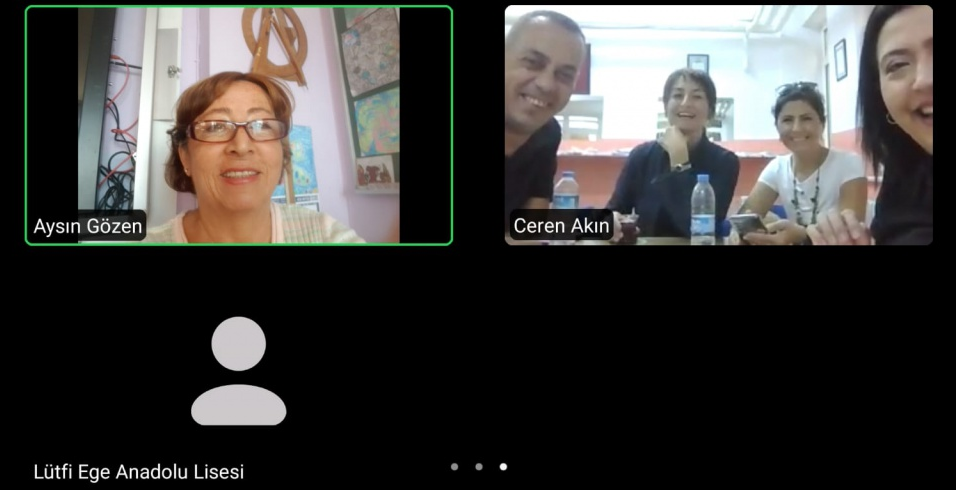 Aysın Gözen
Ceren Akın
Lütfi Ege Anadolu Lisesi